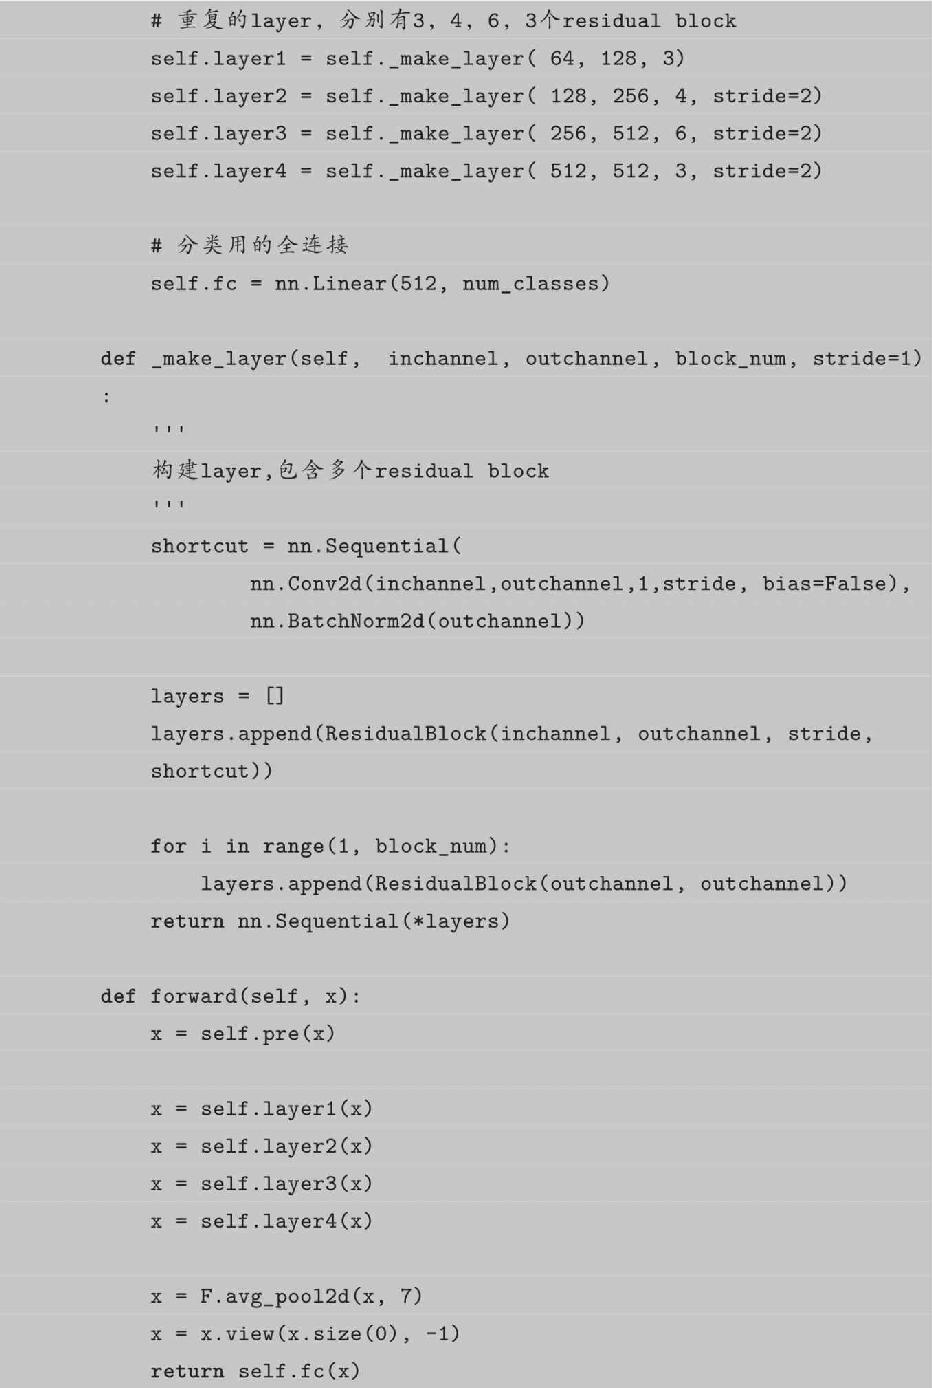 # 重复的layer, 分别有3, 4, 6, 3个residual block
self.layer1 = self._make_layer( 64, 128, 3)
self.layer2 = self._make_layer( 128, 256, 4, stride=2)
self.layer3 = self._make_layer( 256, 512, 6, stride=2)
self.layer4 = self._make_layer( 512, 512, 3, stride=2)
# 分类用的全连接
self.fc = nn.Linear(512, num_classes)
def _make_layer(self,  inchannel, outchannel, block_num, stride=1)
:
'''
构建layer,包含多个residual block
'''
shortcut = nn.Sequential(
nn.Conv2d(inchannel,outchannel,1,stride, bias=False),
nn.BatchNorm2d(outchannel))
layers = []
layers.append(ResidualBlock(inchannel, outchannel, stride,
shortcut))
for i in range(1, block_num):
layers.append(ResidualBlock(outchannel, outchannel))
return nn.Sequential(*layers)
def forward(self, x):
x = self.pre(x)
x = self.layer1(x)
x = self.layer2(x)
x = self.layer3(x)
x = self.layer4(x)
x = F.avg_pool2d(x, 7)
x = x.view(x.size(0), -1)
return self.fc(x)